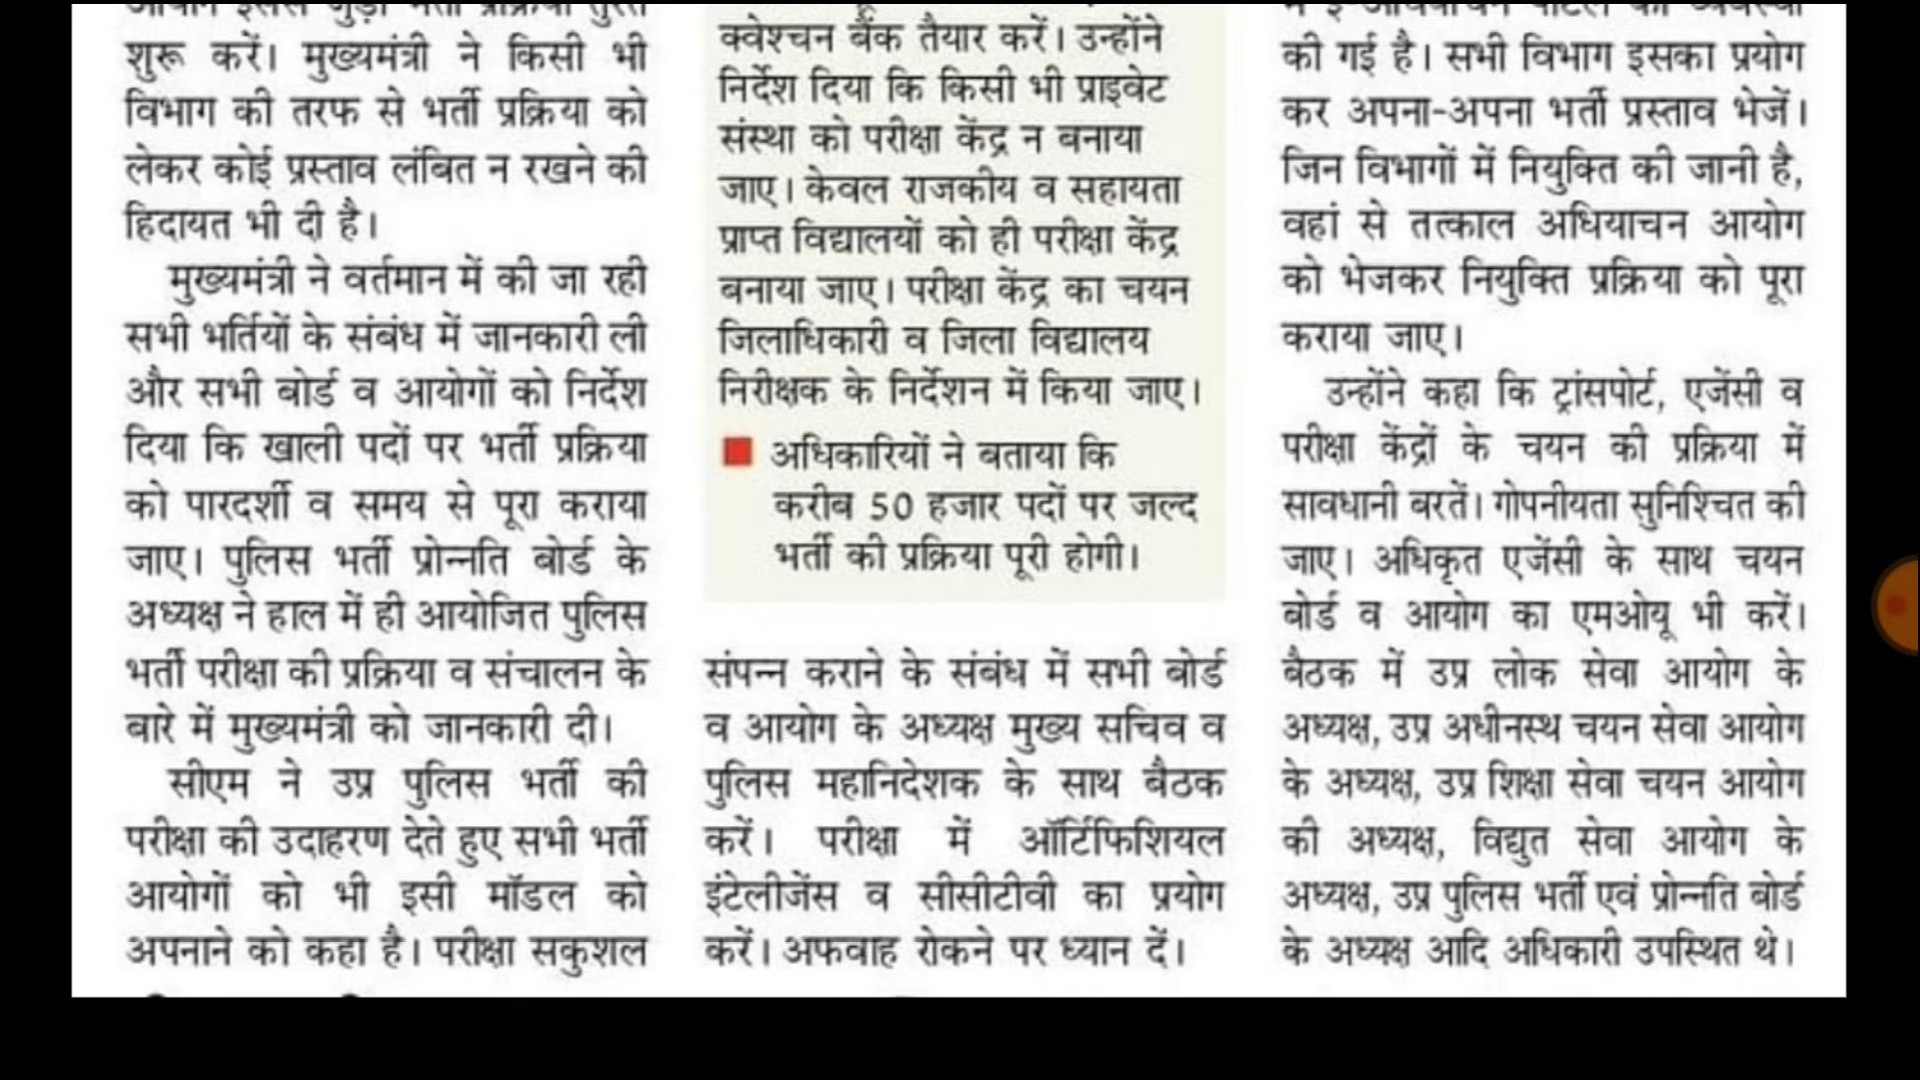 शुरू करें। मुख्यमंत्री ने किसी भी
विभाग की तरफ से भर्ती प्रक्रिया को
लेकर कोई प्रस्ताव लंबित न रखने की
हिदायत भी दी है।
मुख्यमंत्री ने वर्तमान में की जा रही
सभी भर्तियों के संबंध में जानकारी ली
और सभी बोर्ड व आयोगों को निर्देश
दिया कि खाली पदों पर भर्ती प्रक्रिया
को पारदर्शी व समय से पूरा कराया
जाए। पुलिस भर्ती प्रोन्नति बोर्ड के
अध्यक्ष ने हाल में ही आयोजित पुलिस
भर्ती परीक्षा की प्रक्रिया व संचालन के
बारे में मुख्यमंत्री को जानकारी दी।
सीएम ने उप्र पुलिस भर्ती की
परीक्षा की उदाहरण देते हुए सभी भर्ती
आयोगों को भी इसी मॉडल को
अपनाने को कहा है। परीक्षा सकुशल
क्वेश्चन बैंक तैयार करें। उन्होंने
निर्देश दिया कि किसी भी प्राइवेट
संस्था को परीक्षा केंद्र न बनाया
जाए। केवल राजकीय व सहायता
प्राप्त विद्यालयों को ही परीक्षा केंद्र
बनाया जाए। परीक्षा केंद्र का चयन
जिलाधिकारी व जिला विद्यालय
निरीक्षक के निर्देशन में किया जाए।
अधिकारियों ने बताया कि
करीब 50 हजार पदों पर जल्द
भर्ती की प्रक्रिया पूरी होगी।
संपन्न कराने के संबंध में सभी बोर्ड
व आयोग के अध्यक्ष मुख्य सचिव व
पुलिस महानिदेशक के साथ बैठक
करें। परीक्षा में ऑर्टिफिशियल
इंटेलीजेंस व सीसीटीवी का प्रयोग
करें। अफवाह रोकने पर ध्यान दें।
की गई है। सभी विभाग इसका प्रयोग
कर अपना-अपना भर्ती प्रस्ताव भेजें।
जिन विभागों में नियुक्ति की जानी है,
वहां से तत्काल अधियाचन आयोग
को भेजकर नियुक्ति प्रक्रिया को पूरा
कराया जाए।
उन्होंने कहा कि ट्रांसपोर्ट, एजेंसी व
परीक्षा केंद्रों के चयन की प्रक्रिया में
सावधानी बरतें। गोपनीयता सुनिश्चित की
जाए। अधिकृत एजेंसी के साथ चयन
बोर्ड व आयोग का एमओयू भी करें।
बैठक में उप्र लोक सेवा आयोग के
अध्यक्ष, उप्र अधीनस्थ चयन सेवा आयोग
के अध्यक्ष, उप्र शिक्षा सेवा चयन आयोग
की अध्यक्ष, विद्युत सेवा आयोग के
अध्यक्ष, उप्र पुलिस भर्ती एवं प्रोन्नति बोर्ड
के अध्यक्ष आदि अधिकारी उपस्थित थे।